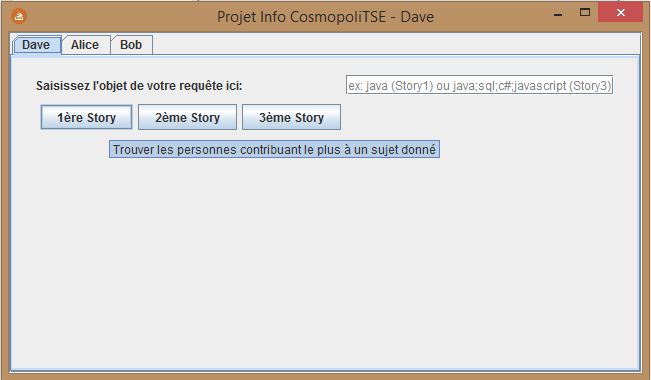 Projet Info CosmopoliTSE - Dave
Dave Alice Bob
Saisissez l'objet de votre requête ici: ex: java (Story1) ou java;sql;c#;javascript (Story3)
1ère Story 2ème Story 3ème Story
Trouver les personnes contribuant le plus à un sujet donné